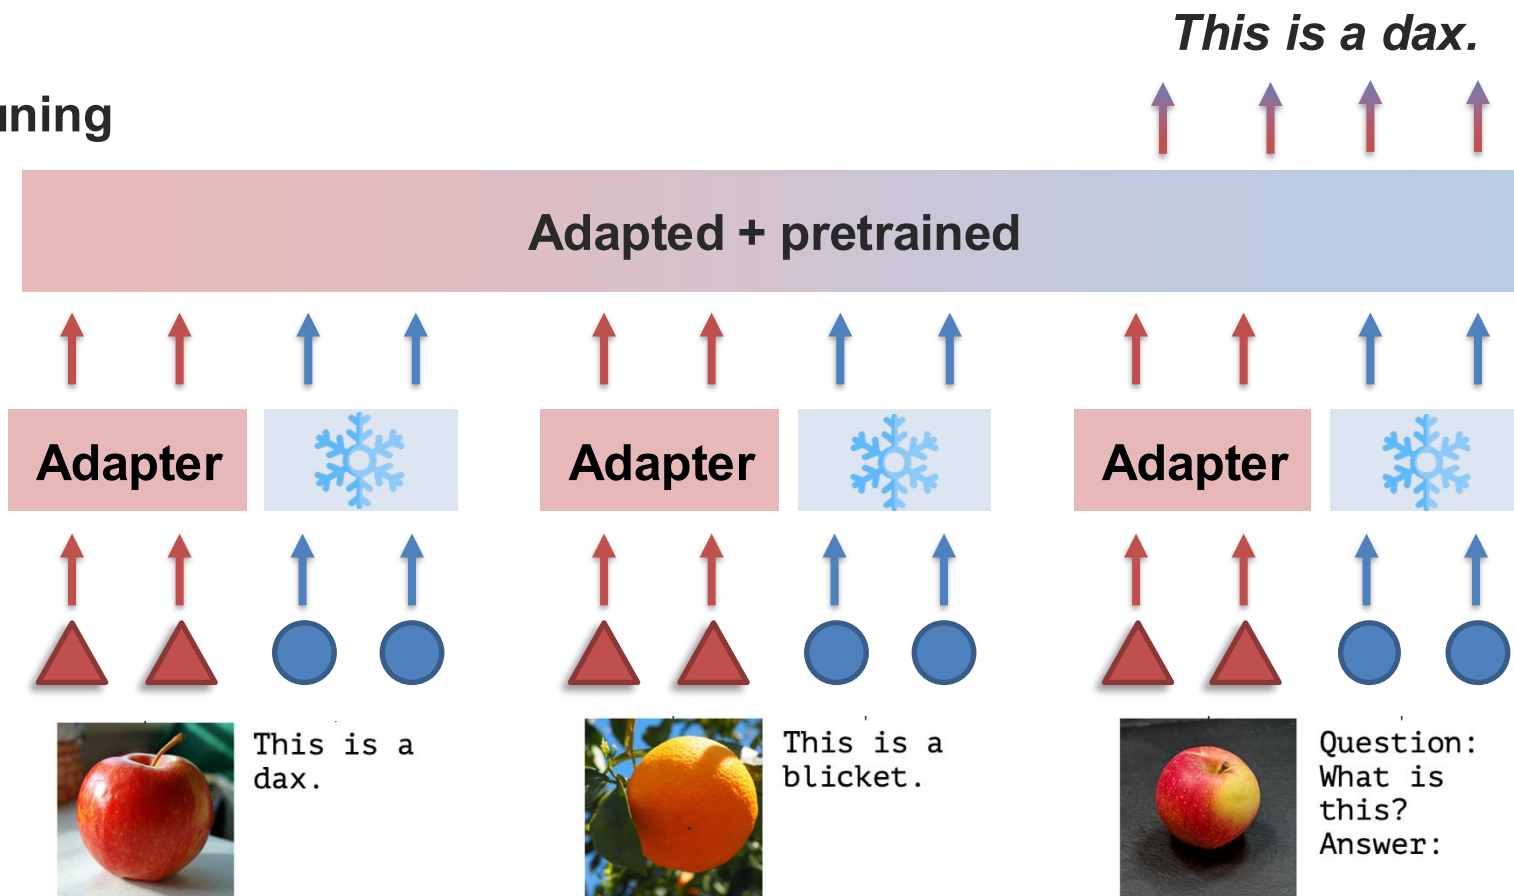 This is a dax.
Adapted + pretrained
Adapter
Adapter
Adapter
This is a
dax.
This is a
blicket.
Question:
What is
this?
Answer: